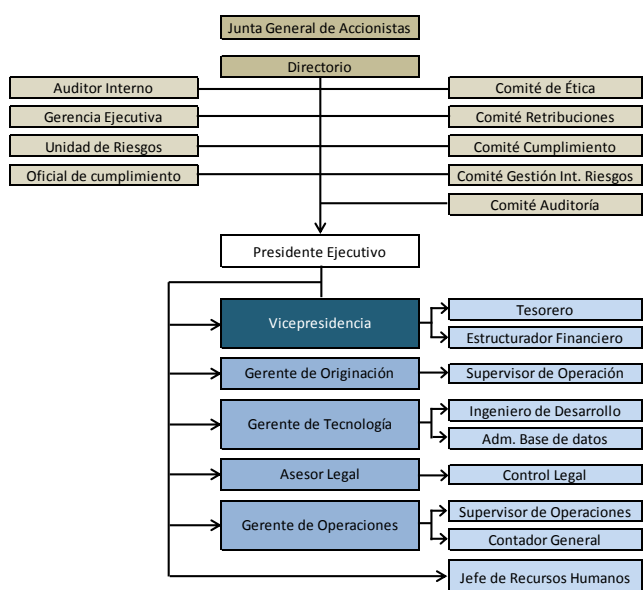 Junta General de Accionistas
Directorio
Auditor Interno
Comité de Ética
Gerencia Ejecutiva
Comité Retribuciones
Unidad de Riesgos
Comité Cumplimiento
Oficial de cumplimiento
Comité Gestión Int. Riesgos
Comité Auditoría
Presidente Ejecutivo
Vicepresidencia
Tesorero
Estructurador Financiero
Gerente de Originación
Supervisor de Operación
Gerente de Tecnología
Ingeniero de Desarrollo
Adm. Base de datos
Asesor Legal
Control Legal
Gerente de Operaciones
Supervisor de Operaciones
Contador General
Jefe de Recursos Humanos